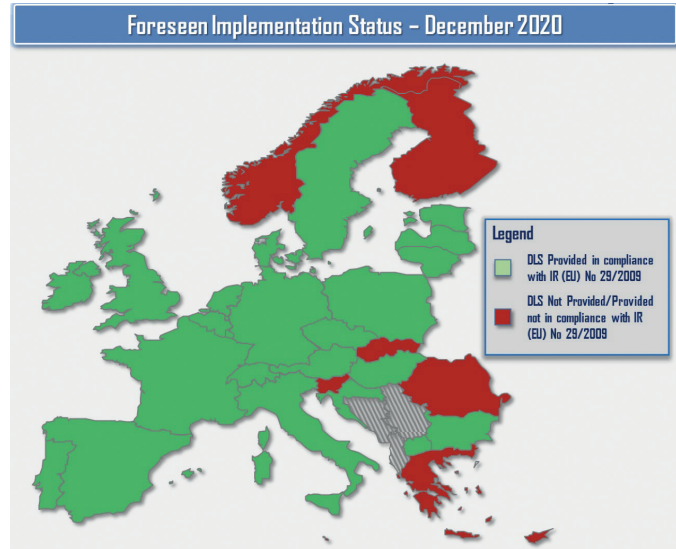 Foreseen Implementation Status – December 2020
Legend
DLS Provided in compliance
with IR (EU) No 29/2009
DLS Not Provided/Provided
not in compliance with IR
(EU) No 29/2009